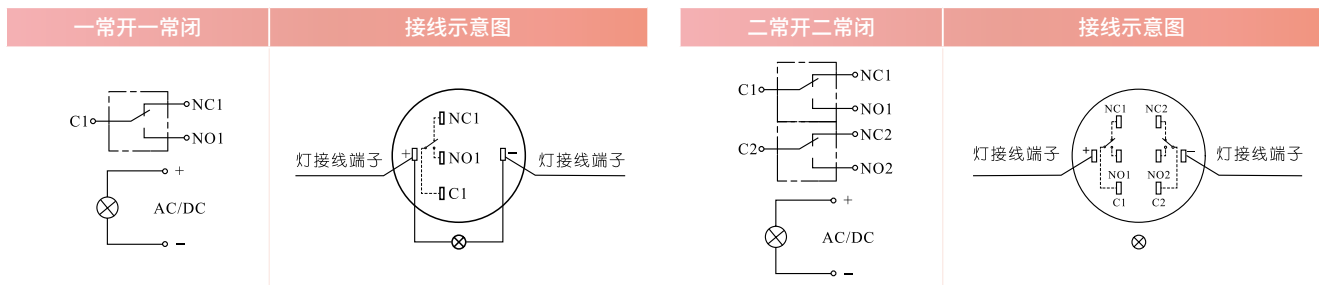 一常开一常闭
接线示意图
C1
NC1
NO1
+
AC/DC
−
NC1
灯接线端子
+
NO1
−
灯接线端子
C1
二常开二常闭
接线示意图
C1
NC1
NO1
C2
NC2
NO2
+
AC/DC
−
NC1 NC2
灯接线端子
+
−
灯接线端子
NO1 NO2
C1 C2